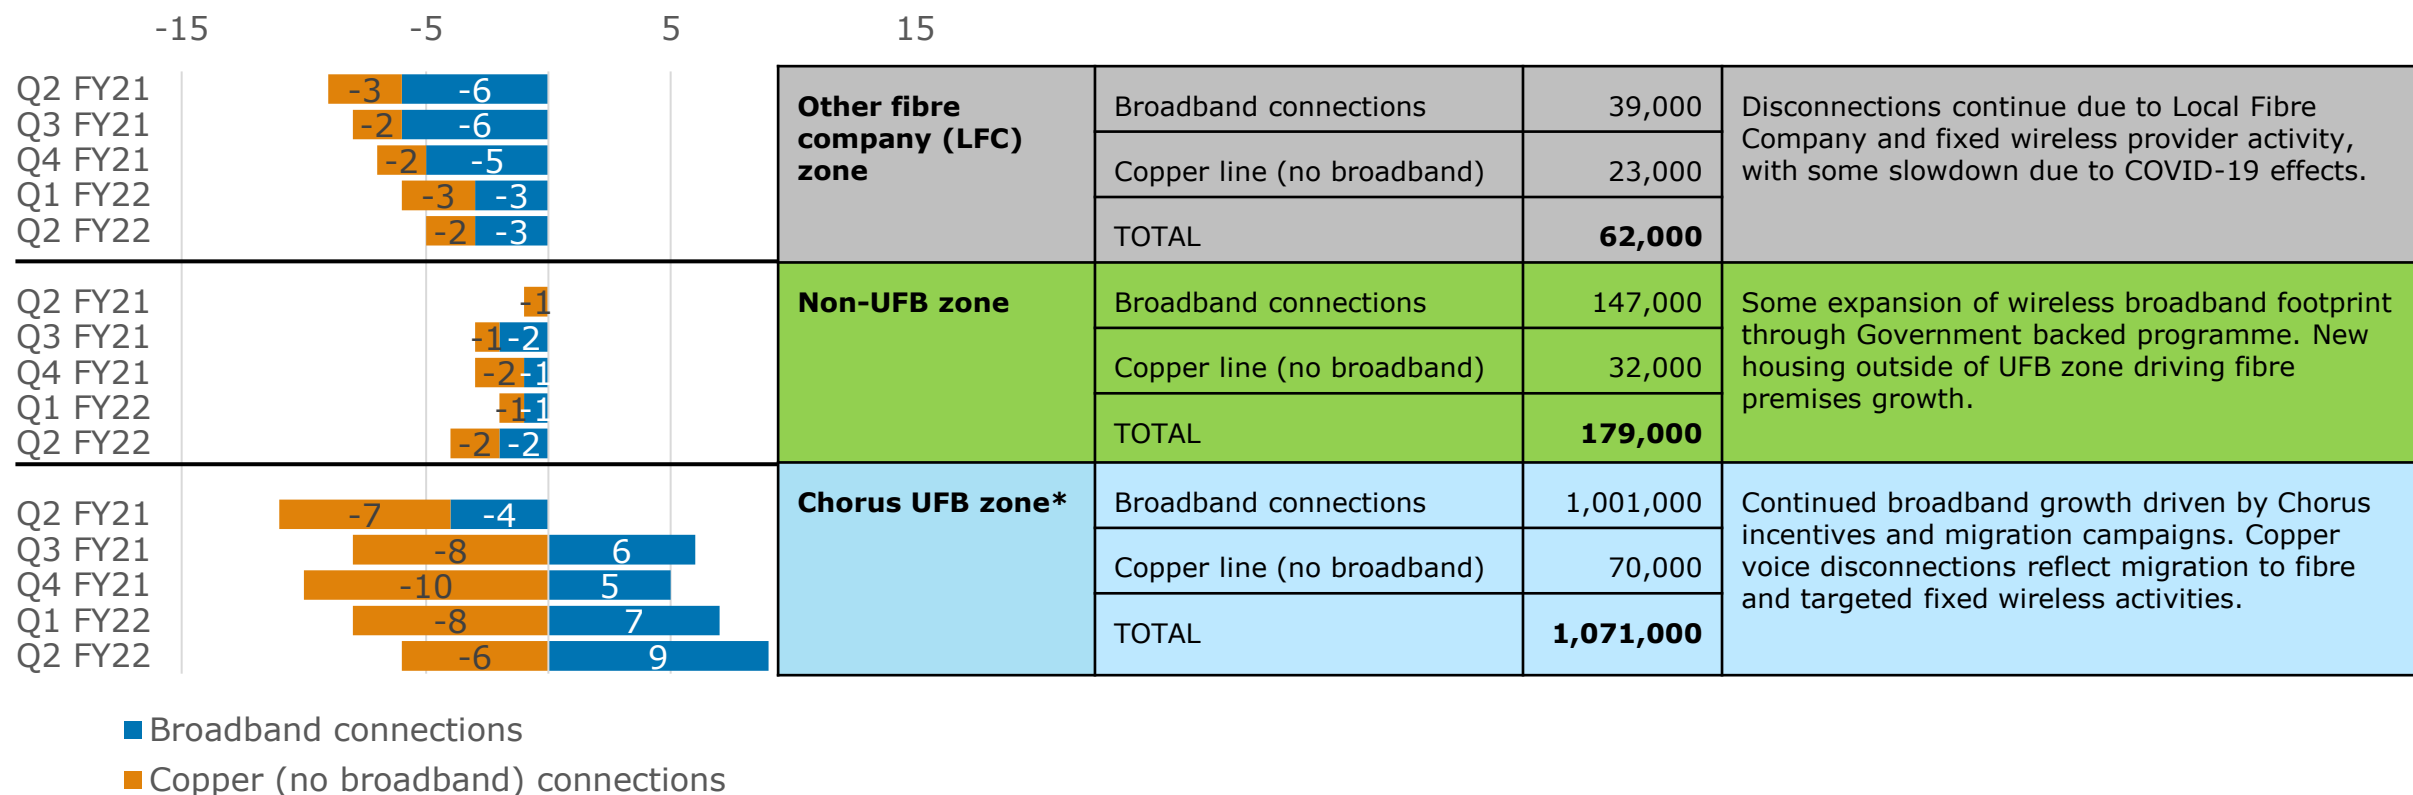 -15 -5 5 15
Q2 FY21 -3 -6
Q3 FY21 -2 -6
Q4 FY21 -2 -5
Q1 FY22 -3 -3
Q2 FY22 -2 -3
Other fibre
company (LFC)
zone
Broadband connections 39,000
Copper line (no broadband) 23,000
TOTAL 62,000
Disconnections continue due to Local Fibre
Company and fixed wireless provider activity,
with some slowdown due to COVID-19 effects.
Q2 FY21 -1
Q3 FY21 -1 -2
Q4 FY21 -2 -1
Q1 FY22 -1 -1
Q2 FY22 -2 -2
Non-UFB zone
Broadband connections 147,000
Copper line (no broadband) 32,000
TOTAL 179,000
Some expansion of wireless broadband footprint
through Government backed programme. New
housing outside of UFB zone driving fibre
premises growth.
Q2 FY21 -7 -4
Q3 FY21 -8 6
Q4 FY21 -10 5
Q1 FY22 -8 7
Q2 FY22 -6 9
Chorus UFB zone*
Broadband connections 1,001,000
Copper line (no broadband) 70,000
TOTAL 1,071,000
Continued broadband growth driven by Chorus
incentives and migration campaigns. Copper
voice disconnections reflect migration to fibre
and targeted fixed wireless activities.
Broadband connections
Copper (no broadband) connections